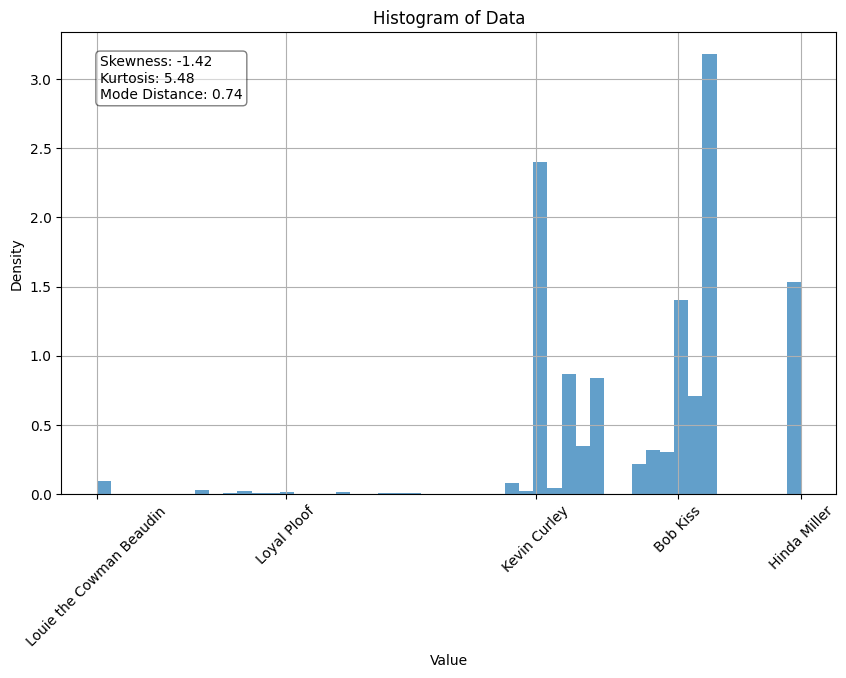 Histogram of Data
Skewness: -1.42
Kurtosis: 5.48
Mode Distance: 0.74
3.0
2.5
2.0
1.5
1.0
0.5
0.0
Density
Louie the Cowman Beaudin
Loyal Ploof
Kevin Curley
Bob Kiss
Hinda Miller
Value